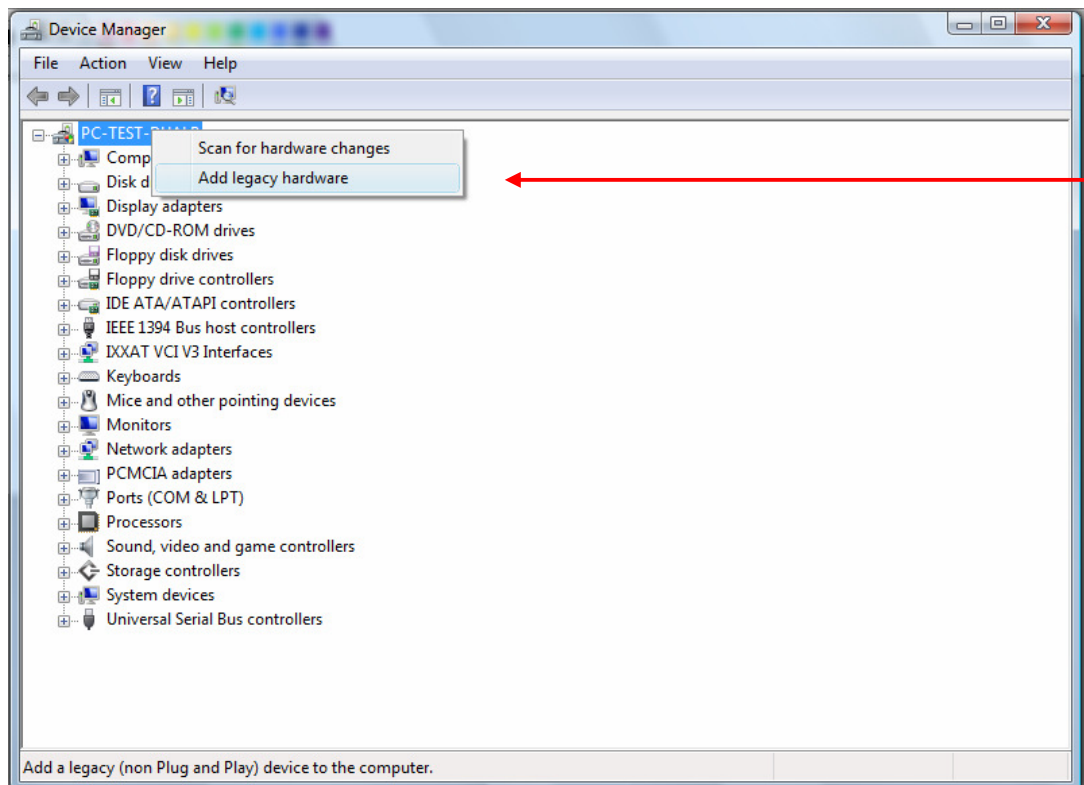 Device Manager
File Action View Help
PC-TEST-
Scan for hardware changes
Comp
Add legacy hardware
Disk d
Display adapters
DVD/CD-ROM drives
Floppy disk drives
Floppy drive controllers
IDE ATA/ATAPI controllers
IEEE 1394 Bus host controllers
IXXAT VCI V3 Interfaces
Keyboards
Mice and other pointing devices
Monitors
Network adapters
PCMCIA adapters
Ports (COM & LPT)
Processors
Sound, video and game controllers
Storage controllers
System devices
Universal Serial Bus controllers
Add a legacy (non Plug and Play) device to the computer.